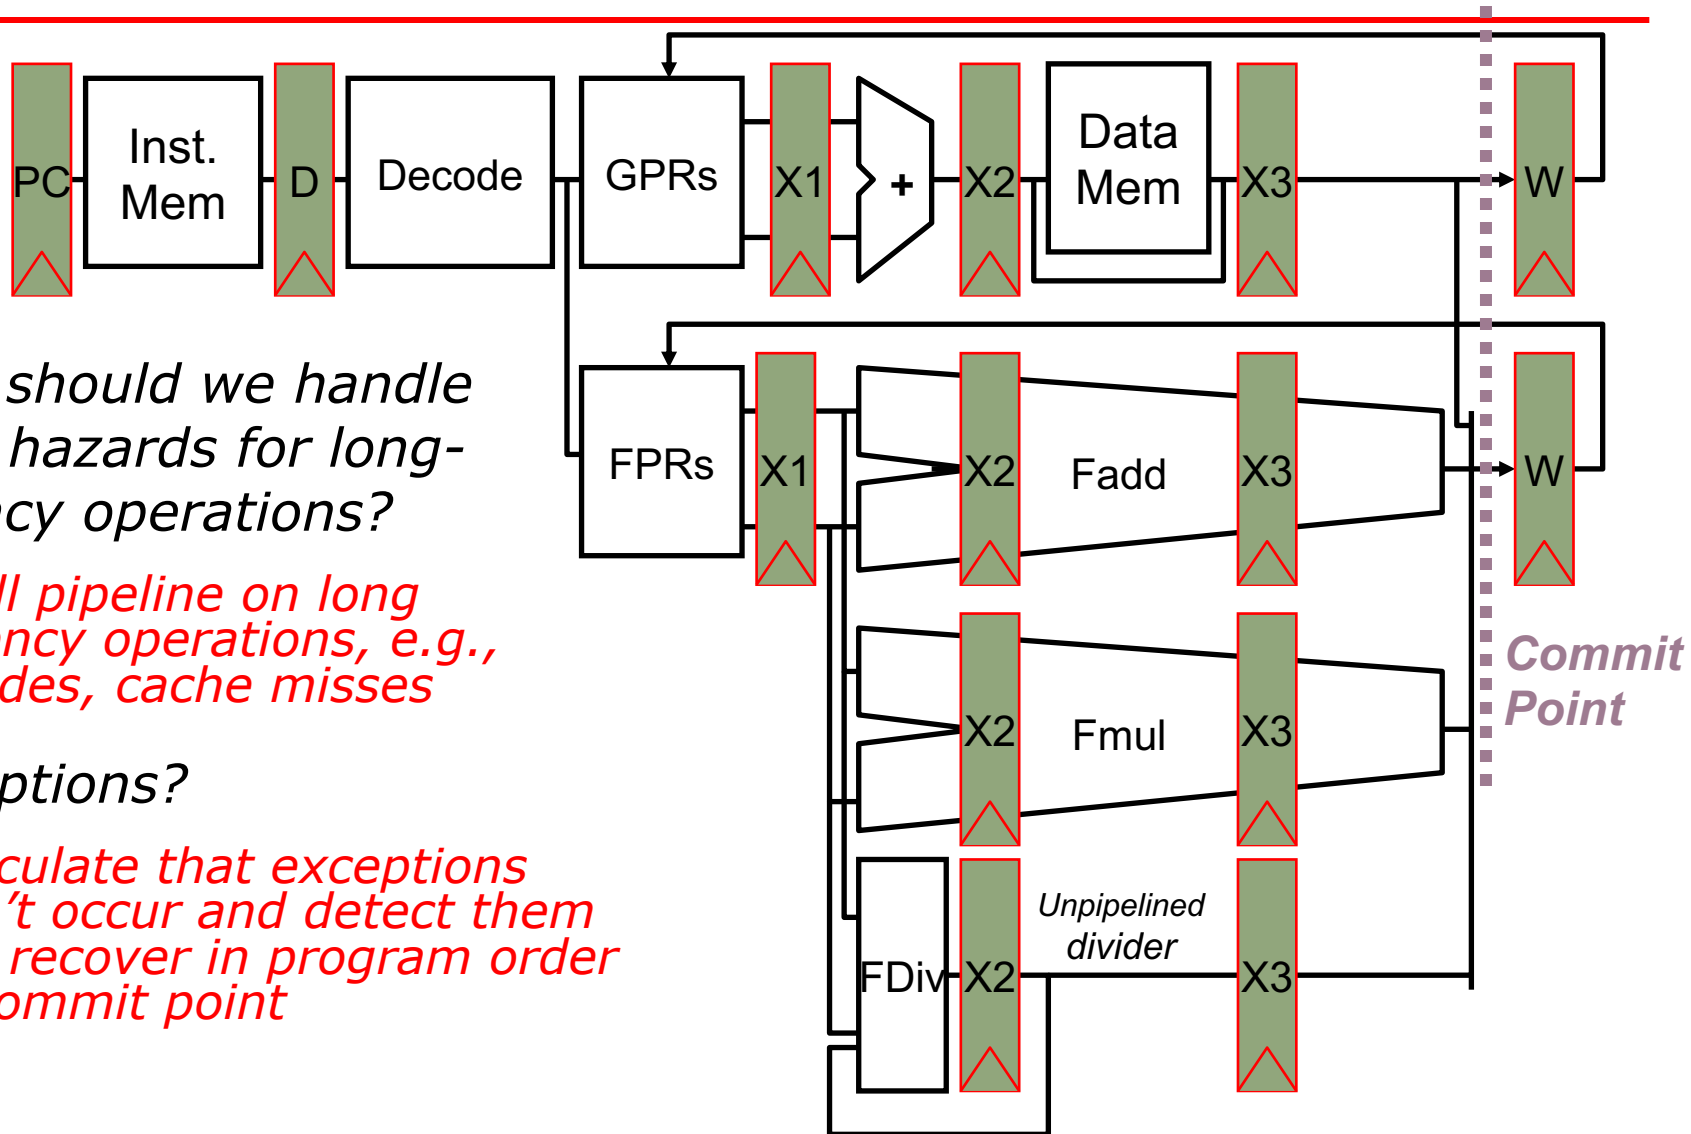 PC
Inst.
Mem
D
Decode
GPRs
X1
+
X2
Data
Mem
X3
W
should we handle
hazards for long-
ncy operations?
ll pipeline on long
ency operations, e.g.,
ides, cache misses
ptions?
culate that exceptions
't occur and detect them
recover in program order
ommit point
FPRs
X1
X2
Fadd
X3
W
X2
Fmul
X3
Commit
Point
FDiv
X2
Unpipelined
divider
X3